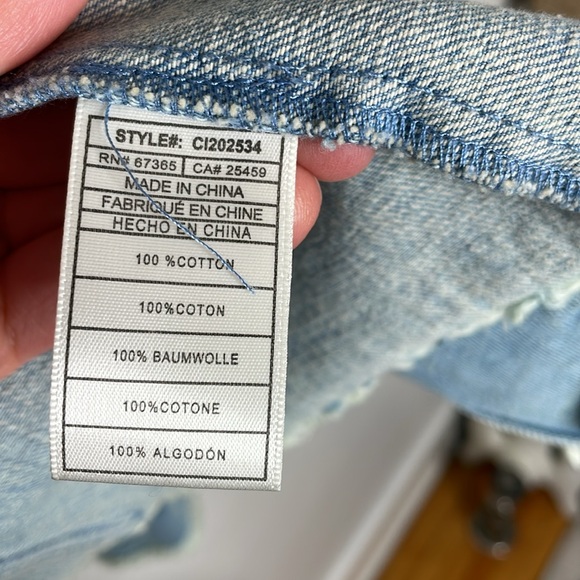 STYLE#: CI202534
RN# 67365 CA# 25459
MADE IN CHINA
FABRIQUÉ EN CHINE
HECHO EN CHINA
100 %COTTON
100%COTON
100% BAUMWOLLE
100%COTONE
100% ALGODÓN